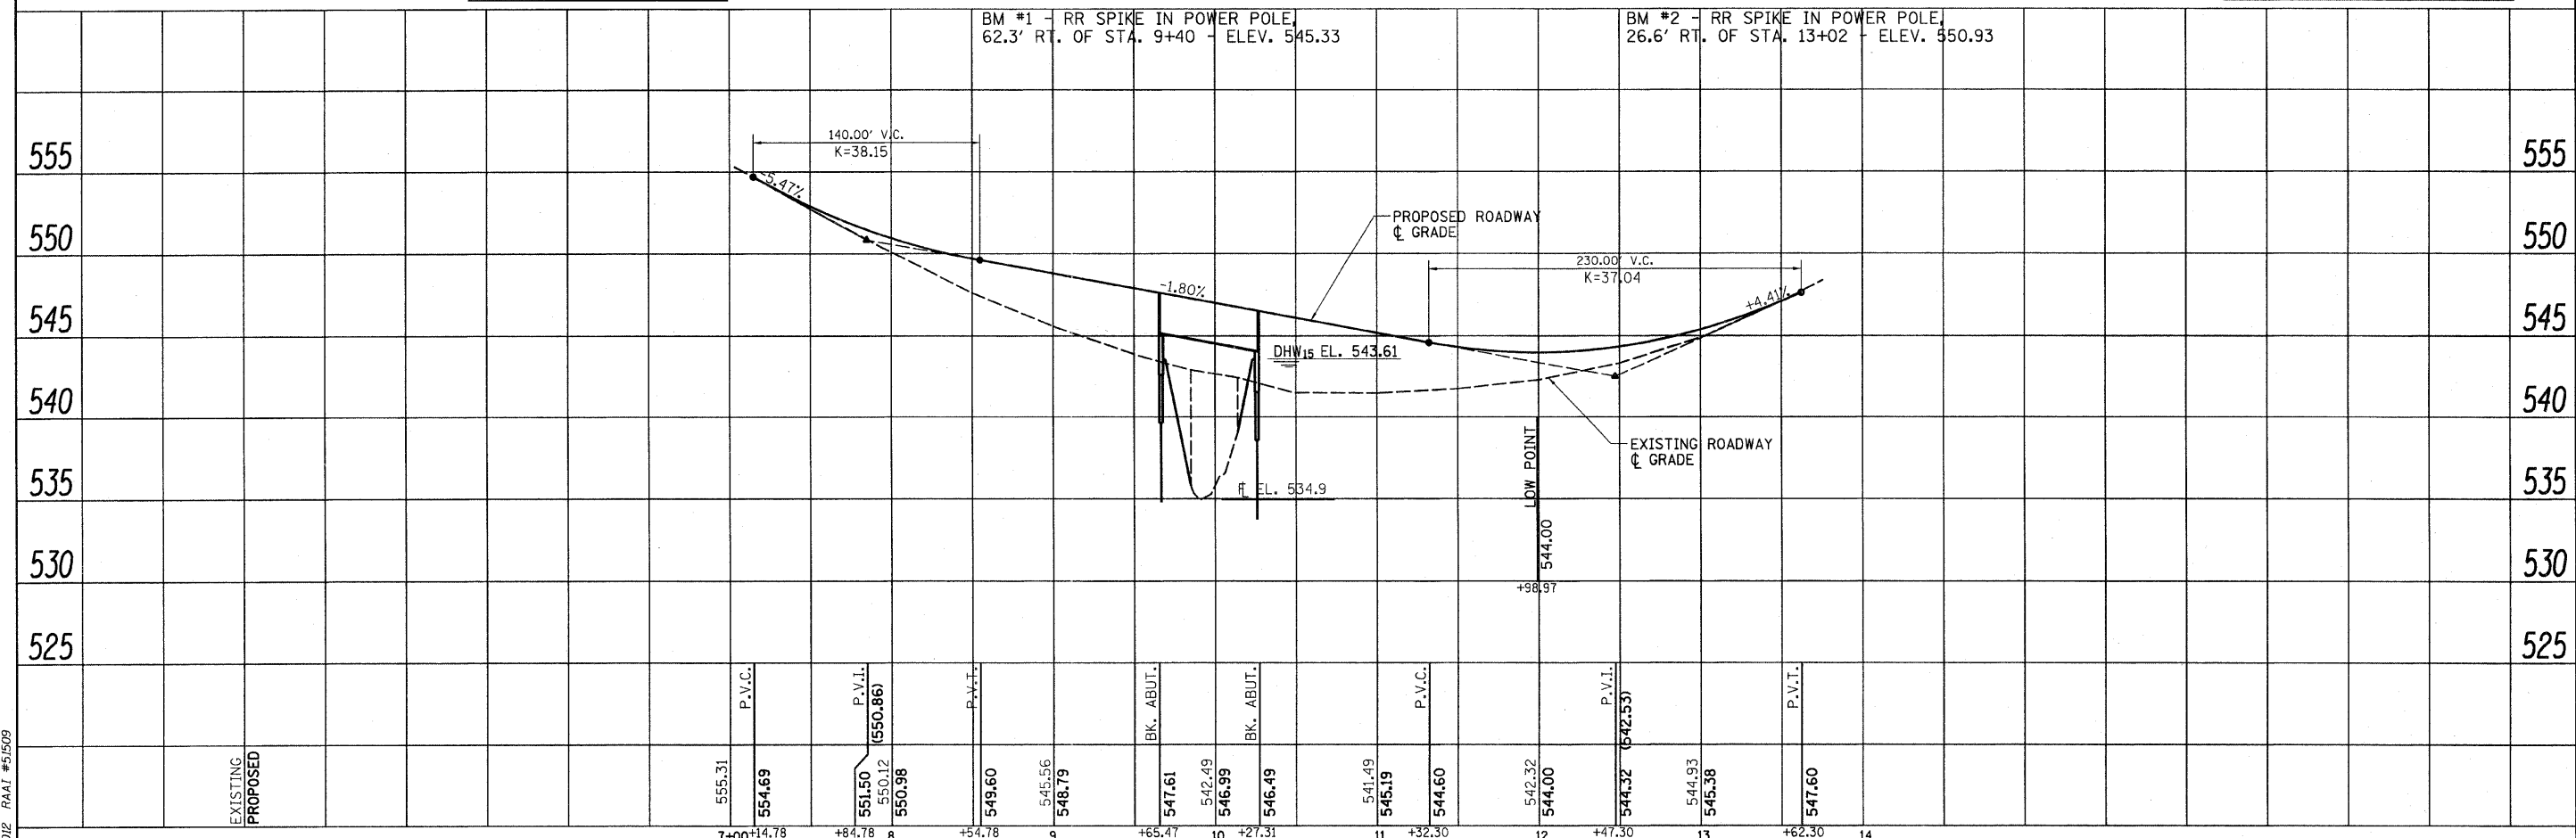 BM #1 - RR SPIKE IN POWER POLE,
62.3' RT. OF STA. 9+40 - ELEV. 545.33
BM #2 - RR SPIKE IN POWER POLE,
26.6' RT. OF STA. 13+02 - ELEV. 550.93
140.00' V.C.
K=38.15
555
555
-5.47%
PROPOSED ROADWAY
℄ GRADE
550
550
230.00' V.C.
K=37.04
-1.80%
+4.41%
545
545
DHW15 EL. 543.61
540
540
EXISTING ROADWAY
℄ GRADE
LOW POINT
544.00
+98.97
535
535
EL. 534.9
530
530
525
525
P.V.C.
P.V.I.
(550.86)
P.V.T.
BK. ABUT.
BK. ABUT.
P.V.C.
P.V.I.
(542.53)
P.V.T.
EXISTING
PROPOSED
555.31
554.69
551.50
550.12
550.98
549.60
545.56
548.79
547.61
542.49
546.99
546.49
541.49
545.19
544.60
542.32
544.00
544.32
544.93
545.38
547.60
7+00 +14.78 +84.78 8 +54.78 9 +65.47 10 +27.31 11 +32.30 12 +47.30 13 +62.30 14
RAAI #51509